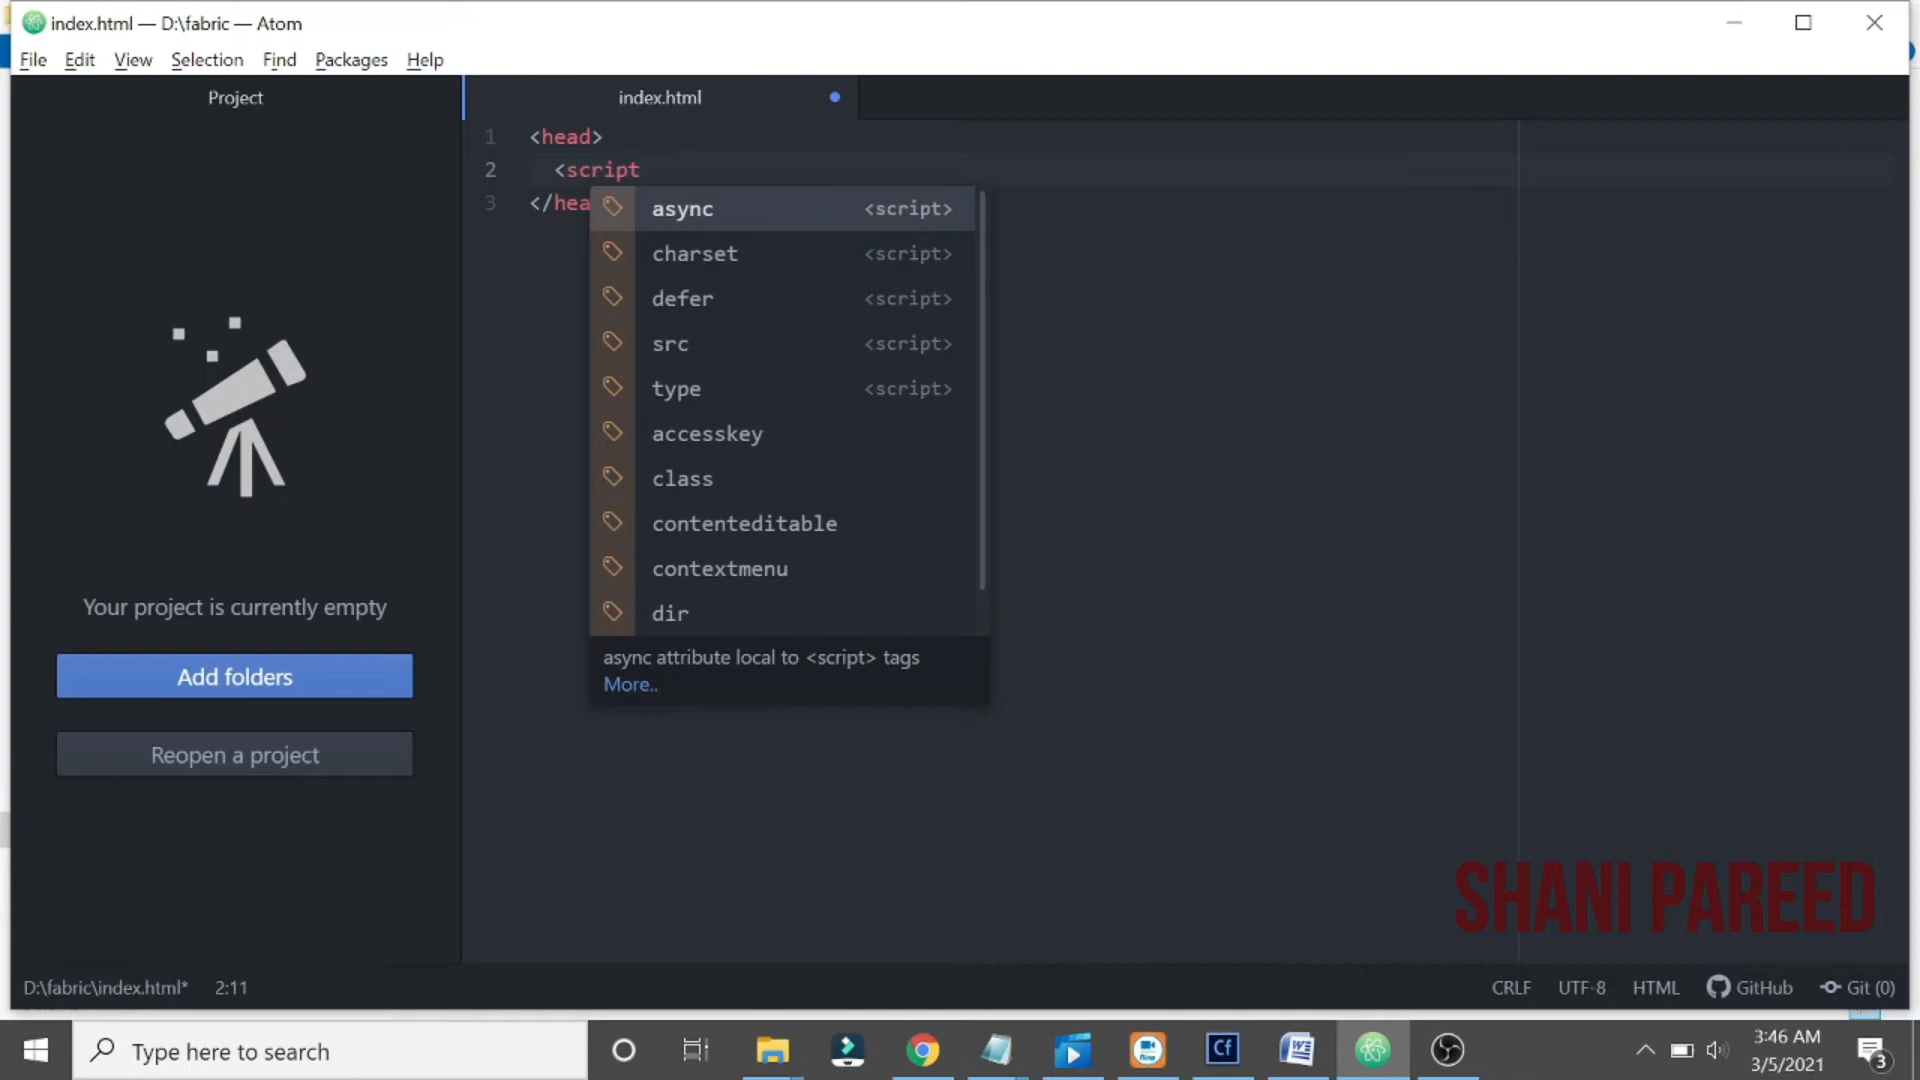 index.html — D:\fabric — Atom
File Edit View Selection Find Packages Help
Project
index.html
1 <head>
2 <script
3 </hea
async <script>
charset <script>
defer <script>
src <script>
type <script>
accesskey
class
contenteditable
contextmenu
dir
async attribute local to <script> tags
More..
Your project is currently empty
Add folders
Reopen a project
SHANI PAREED
D:\fabric\index.html* 2:11 CRLF UTF-8 HTML GitHub Git (0)
Type here to search
Cf
3:46 AM
3/5/2021
3